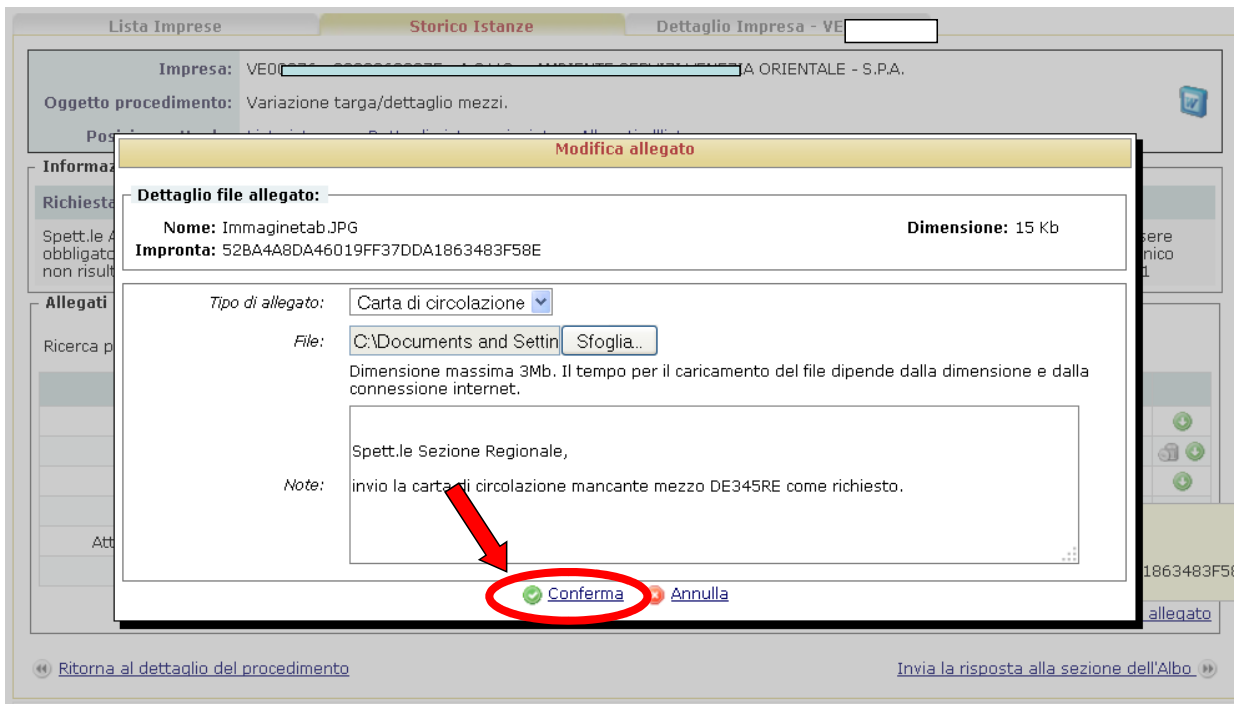 Lista Imprese
Storico Istanze
Dettaglio Impresa - VE
Impresa: VE00 IA ORIENTALE - S.P.A.
Oggetto procedimento: Variazione targa/dettaglio mezzi.
Pos
Modifica allegato
Informaz
Richiesta
Dettaglio file allegato:
Nome: Immaginetab.JPG
Dimensione: 15 Kb
Impronta: 52BA4A8DA46019FF37DDA1863483F58E
Spett.le A
sere
obbligato
nico
non risult
1
Allegati
Tipo di allegato: Carta di circolazione
Ricerca p
File: C:\Documents and Settin Sfoglia...
Dimensione massima 3Mb. Il tempo per il caricamento del file dipende dalla dimensione e dalla
connessione internet.
Spett.le Sezione Regionale,
Note: invio la carta di circolazione mancante mezzo DE345RE come richiesto.
Att
1863483F58
Conferma Annulla
allegato
Ritorna al dettaglio del procedimento
Invia la risposta alla sezione dell'Albo